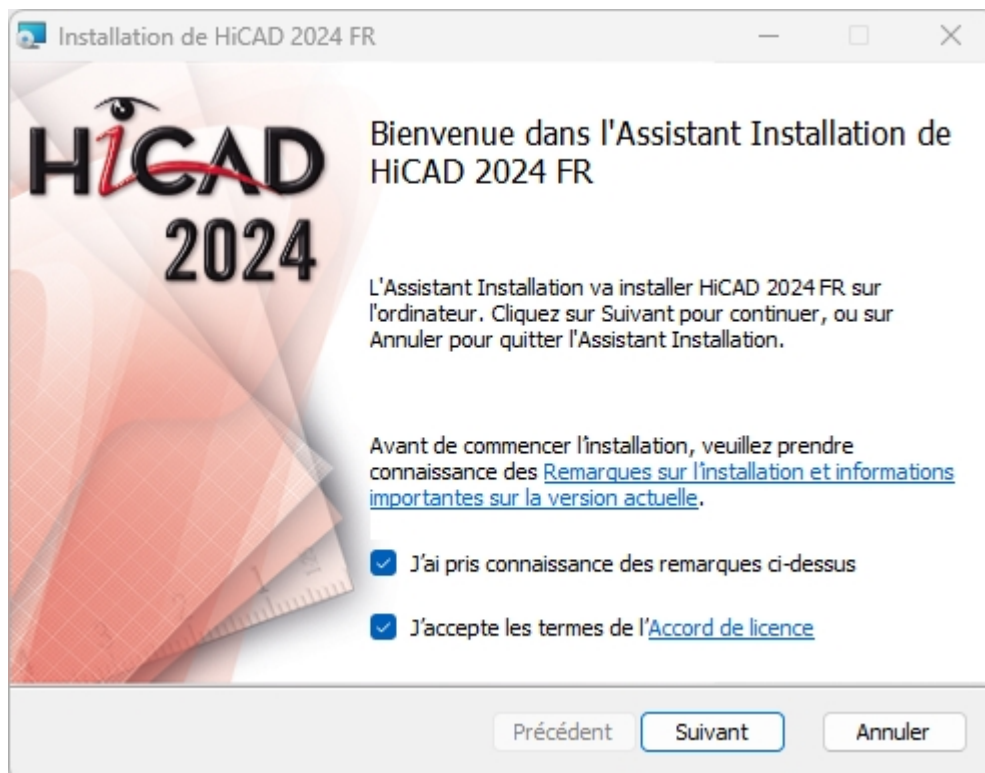 Installation de HiCAD 2024 FR
HiCAD
2024
Bienvenue dans l'Assistant Installation de
HiCAD 2024 FR
L'Assistant Installation va installer HiCAD 2024 FR sur
l'ordinateur. Cliquez sur Suivant pour continuer, ou sur
Annuler pour quitter l'Assistant Installation.
Avant de commencer l'installation, veuillez prendre
connaissance des Remarques sur l'installation et informations
importantes sur la version actuelle.
J'ai pris connaissance des remarques ci-dessus
J'accepte les termes de l'Accord de licence
Précédent
Suivant
Annuler